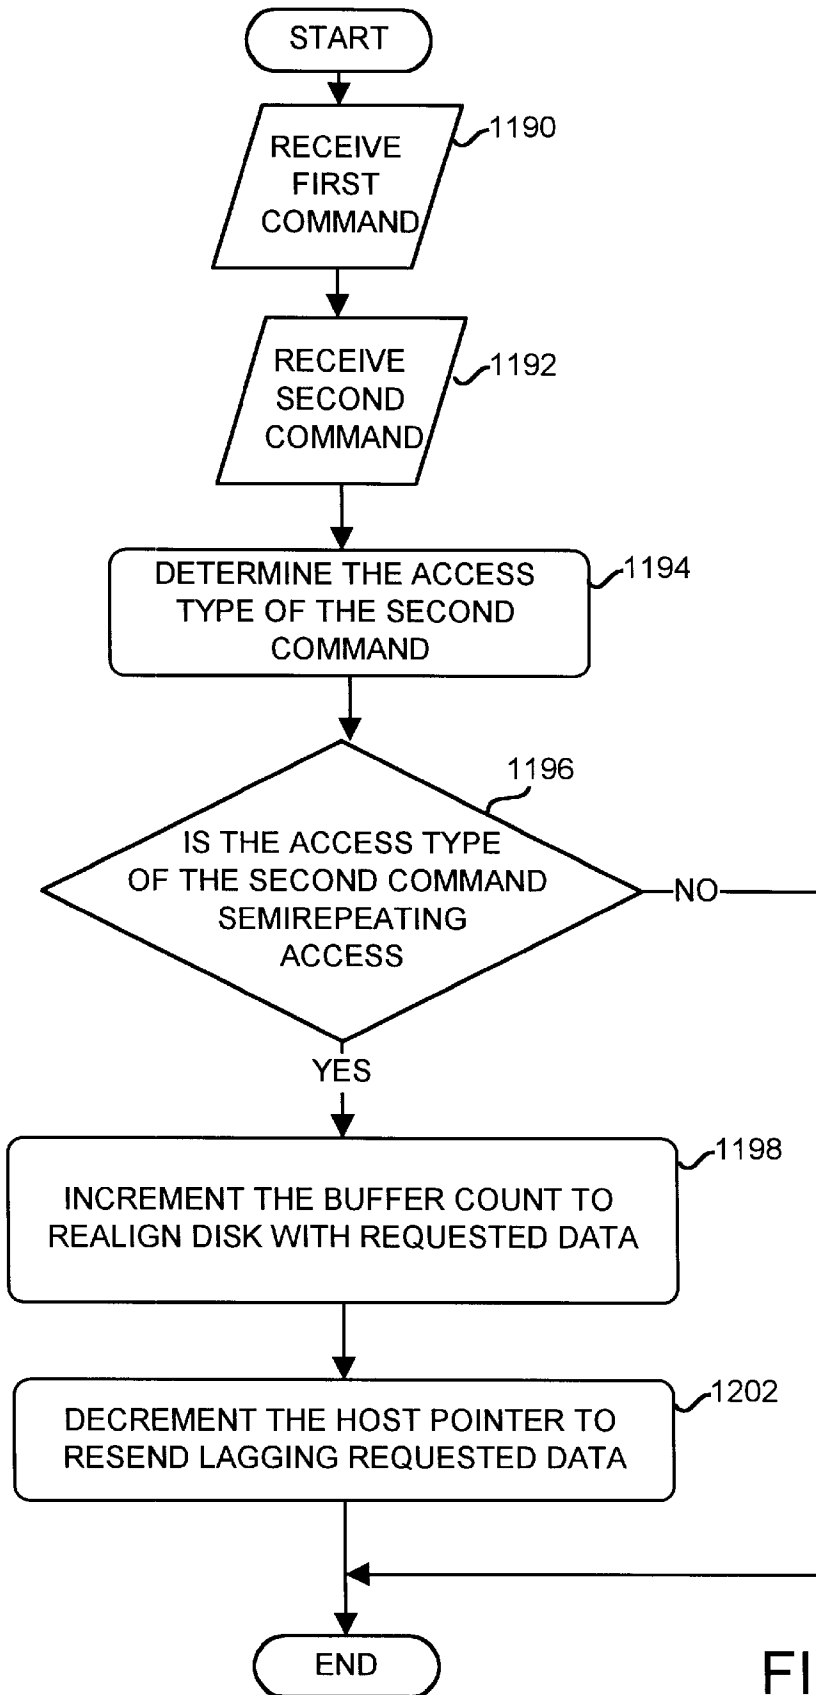 START
RECEIVE
FIRST
COMMAND
1190
RECEIVE
SECOND
COMMAND
1192
DETERMINE THE ACCESS
TYPE OF THE SECOND
COMMAND
1194
1196
IS THE ACCESS TYPE
OF THE SECOND COMMAND
SEMIREPEATING
ACCESS
NO
YES
1198
INCREMENT THE BUFFER COUNT TO
REALIGN DISK WITH REQUESTED DATA
1202
DECREMENT THE HOST POINTER TO
RESEND LAGGING REQUESTED DATA
END
FI